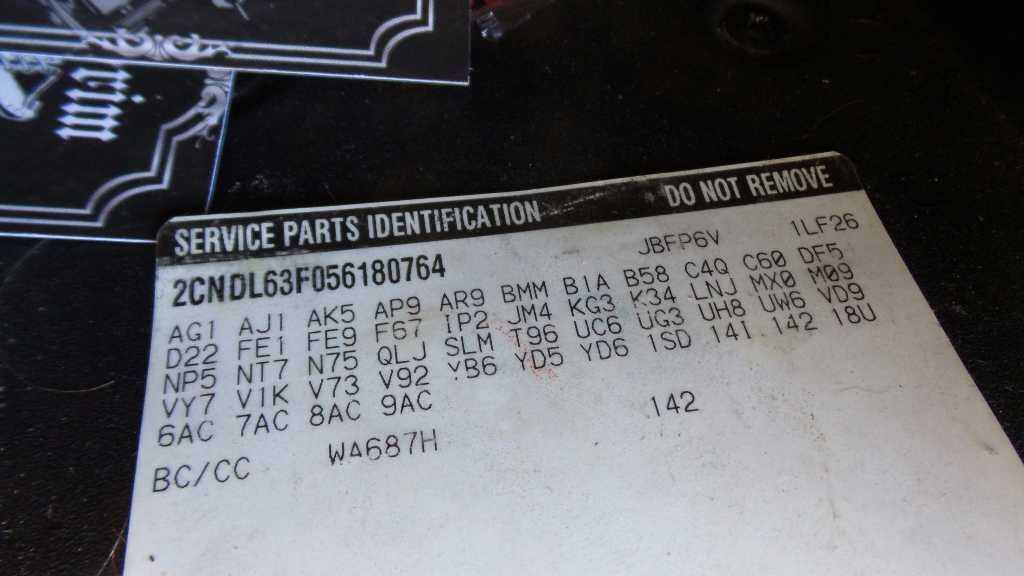 SERVICE PARTS IDENTIFICATION DO NOT REMOVE
2CNDL63F056180764 JBFP6V 1LF26
AG1 AJ1 AK5 AP9 AR9 BMM B1A B58 C4Q C60 DF5
D22 FE1 FE9 F67 IP2 JM4 KG3 K34 LNJ MX0 M09
NP5 NT7 N75 QLJ SLM T96 UC6 UG3 UH8 UW6 VD9
VY7 V1K V73 V92 YB6 YD5 YD6 1SD 141 142 18U
6AC 7AC 8AC 9AC
142
BC/CC WA687H